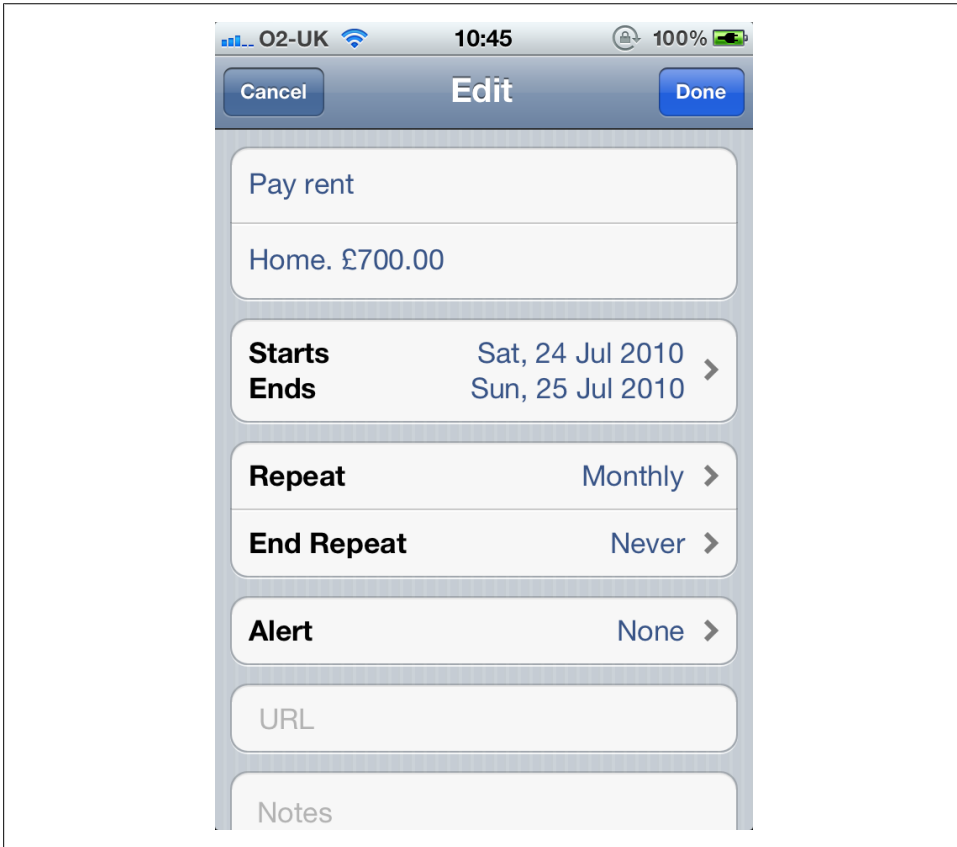 O2-UK 10:45 100%
Cancel Edit Done
Pay rent
Home. £700.00
Starts Sat, 24 Jul 2010
Ends Sun, 25 Jul 2010
Repeat Monthly
End Repeat Never
Alert None
URL
Notes